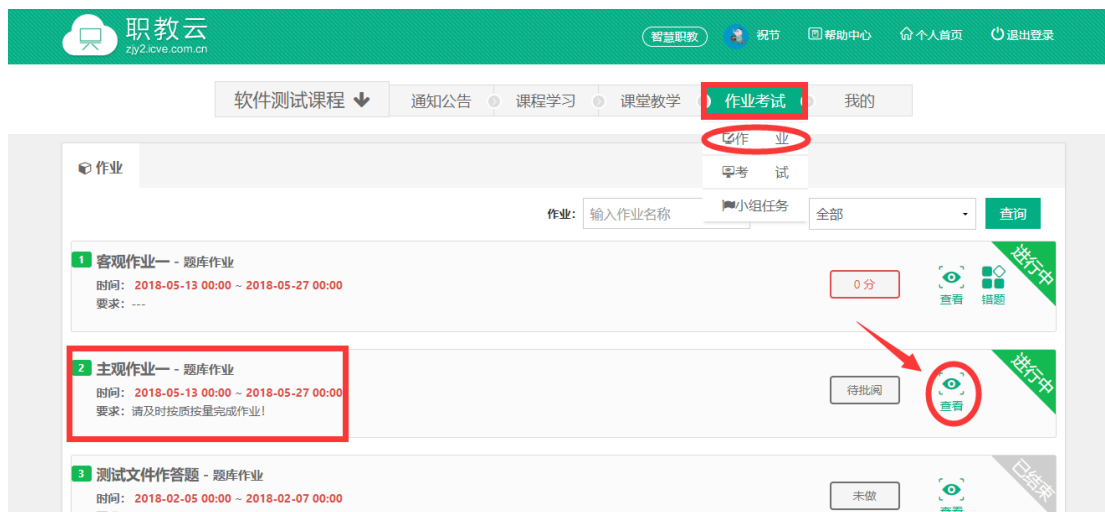 职教云
zjy2.icve.com.cn
智慧职教 祝节 帮助中心 个人首页 退出登录
软件测试课程 通知公告 课程学习 课堂教学 作业考试 我的
作 业
考 试
小组任务
作业
作业: 输入作业名称 全部 查询
1 客观作业一 - 题库作业
时间: 2018-05-13 00:00 ~ 2018-05-27 00:00
要求: ---
0 分
查看 错题
进行中
2 主观作业一 - 题库作业
时间: 2018-05-13 00:00 ~ 2018-05-27 00:00
要求: 请及时按质按量完成作业!
待批阅
查看
进行中
3 测试文件作答题 - 题库作业
时间: 2018-02-05 00:00 ~ 2018-02-07 00:00
未做
已结束